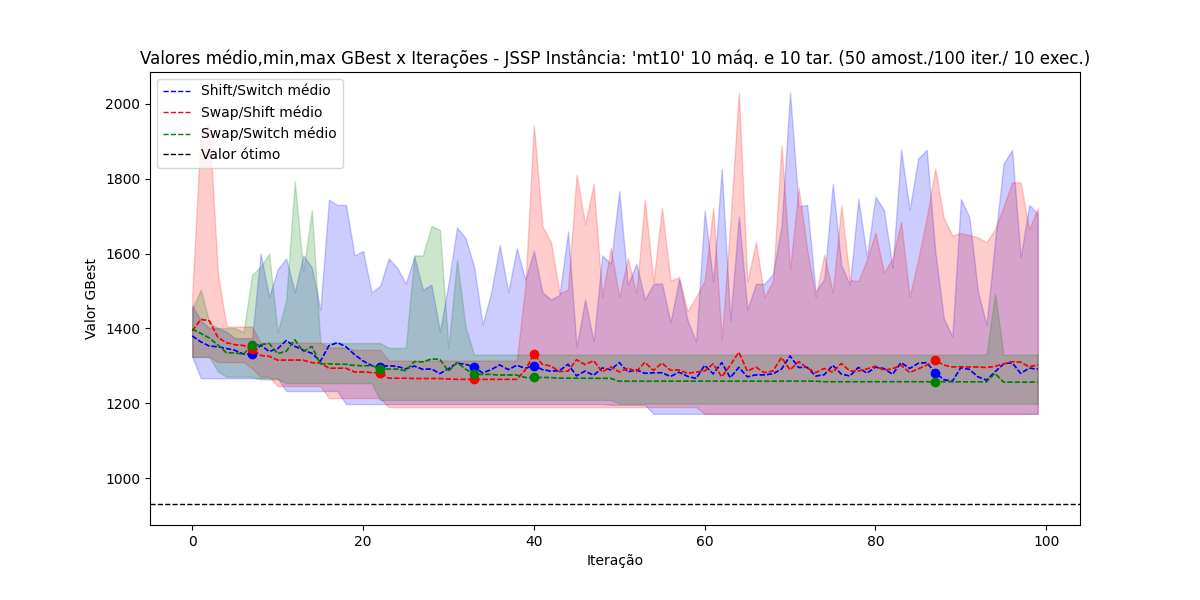 Valores médio,min,max GBest x Iterações - JSSP Instância: 'mt10' 10 máq. e 10 tar. (50 amost./100 iter./ 10 exec.)
Shift/Switch médio
Swap/Shift médio
Swap/Switch médio
Valor ótimo
2000
1800
1600
1400
1200
1000
Valor GBest
0 20 40 60 80 100
Iteração